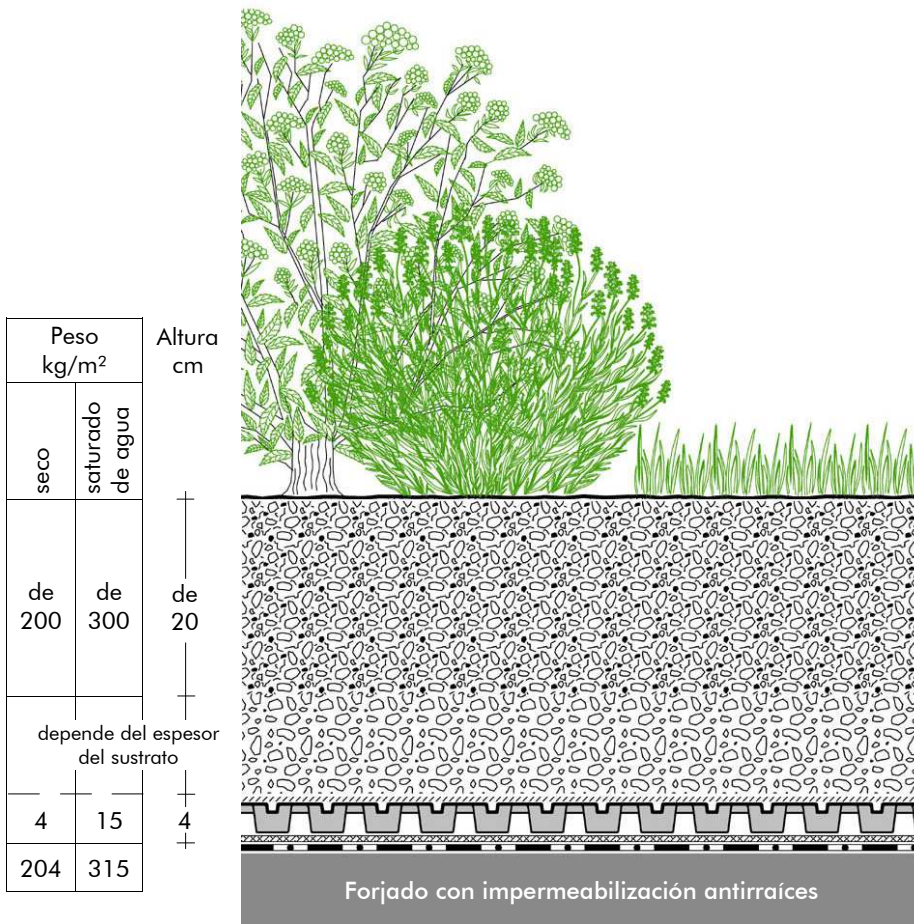 Peso
kg/m²
Altura
cm
seco
saturado
de agua
de
200
de
300
de
20
depende del espesor
del sustrato
4
15
4
204
315
Forjado con impermeabilización antirraíces